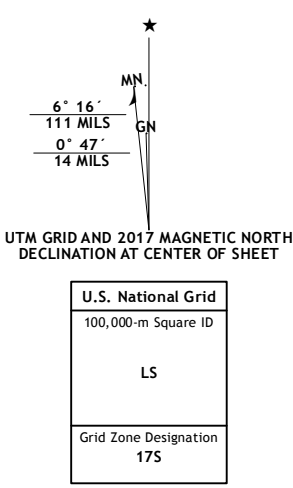 ★
MN
6° 16´
111 MILS
GN
0° 47´
14 MILS
UTM GRID AND 2017 MAGNETIC NORTH
DECLINATION AT CENTER OF SHEET
U.S. National Grid
100,000-m Square ID
LS
Grid Zone Designation
17S